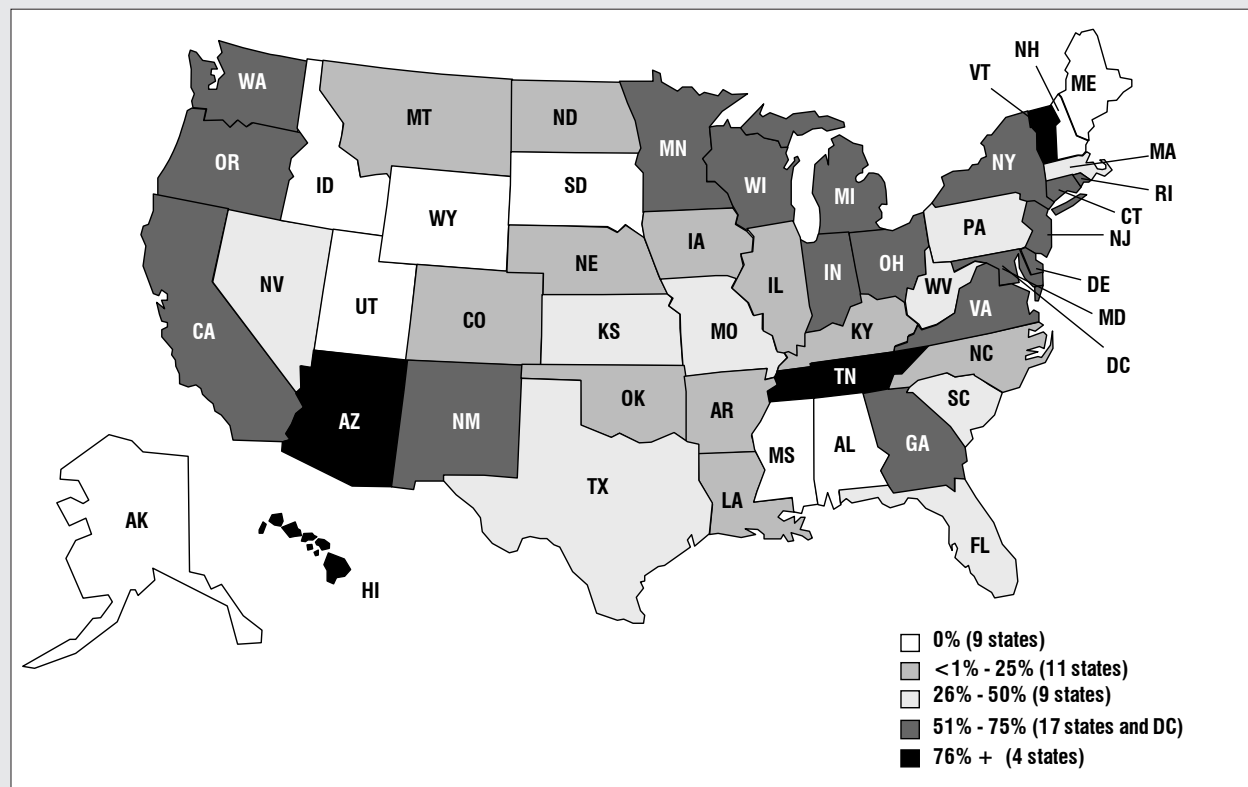 NH
VT
ME
WA
MT
ND
MN
OR
ID
SD
WI
NY
MA
MI
RI
WY
CT
PA
NJ
IA
NE
OH
IN
NV
IL
DE
WV
UT
CO
VA
MD
KS
MO
KY
CA
DC
NC
TN
OK
SC
AZ
NM
AR
GA
AL
MS
TX
LA
AK
FL
HI
0% (9 states)
<1% - 25% (11 states)
26% - 50% (9 states)
51% - 75% (17 states and DC)
76% + (4 states)